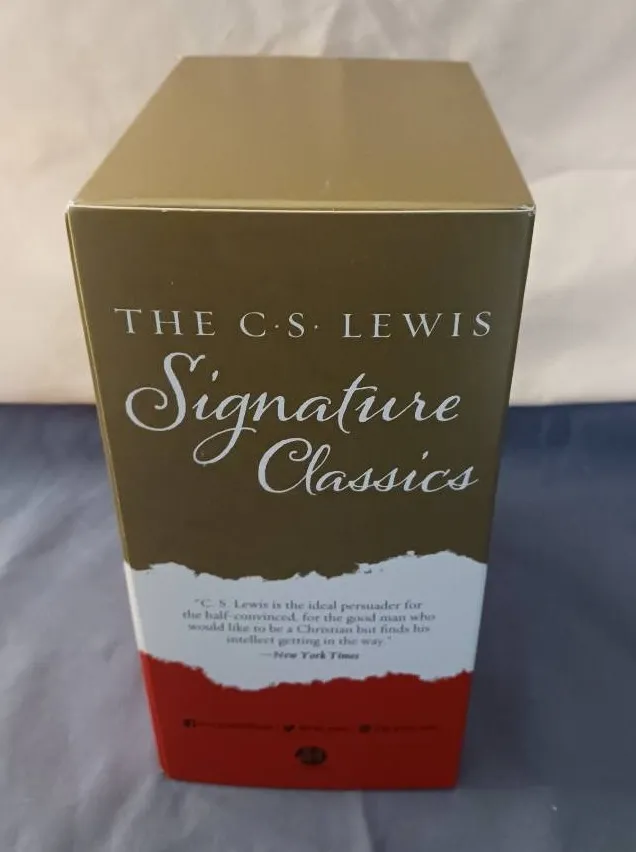 THE C·S· LEWIS
Signature
Classics
"C. S. Lewis is the ideal persuader for
the half-convinced, for the good man who
would like to be a Christian but finds his
intellect getting in the way."
—New York Times